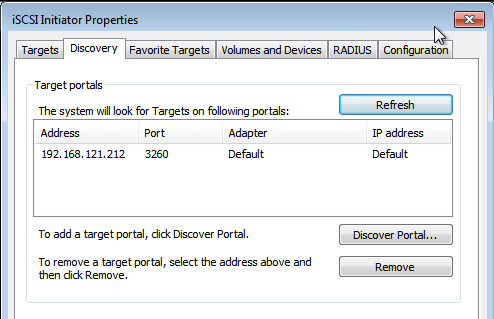 iSCSI Initiator Properties
Targets Discovery Favorite Targets Volumes and Devices RADIUS Configuration
Target portals
The system will look for Targets on following portals: Refresh
Address Port Adapter IP address
192.168.121.212 3260 Default Default
To add a target portal, click Discover Portal. Discover Portal...
To remove a target portal, select the address above and
then click Remove. Remove